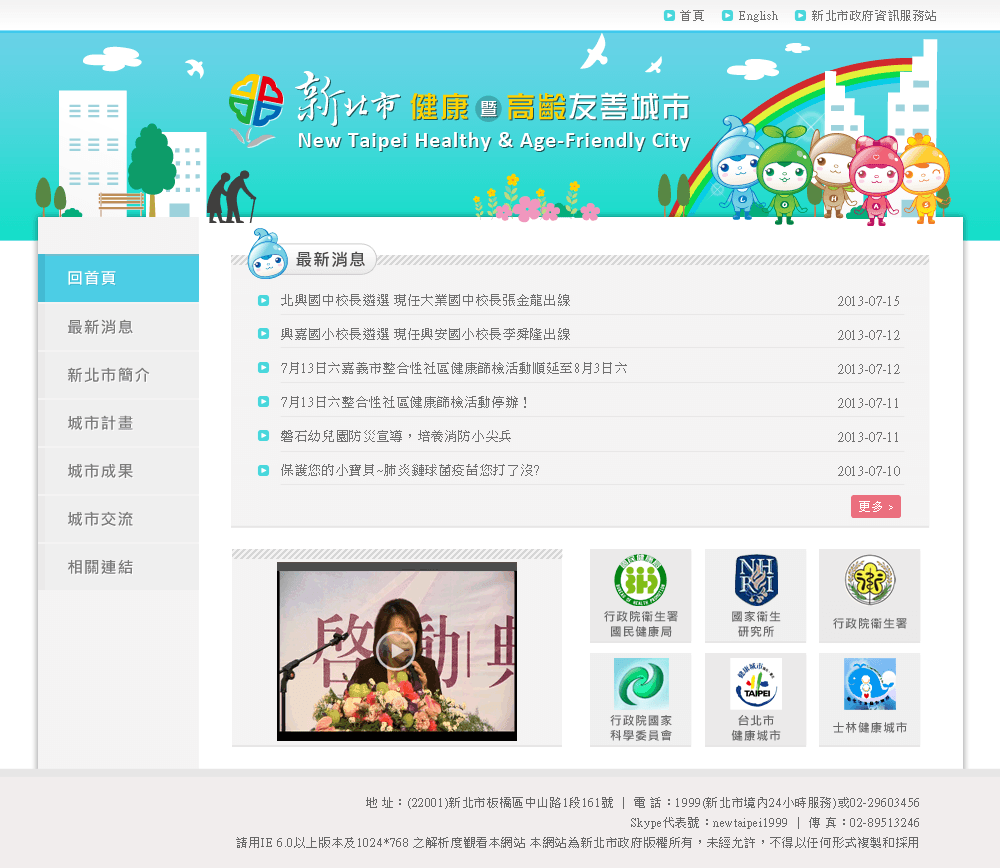 首頁 English 新北市政府資訊服務站
新北市 健康暨高齡友善城市
New Taipei Healthy & Age-Friendly City
回首頁
最新消息
新北市簡介
城市計畫
城市成果
城市交流
相關連結
最新消息
北興國中校長遴選 現任大業國中校長張金龍出線 2013-07-15
興嘉國小校長遴選 現任興安國小校長李舜隆出線 2013-07-12
7月13日六嘉義市整合性社區健康篩檢活動順延至8月3日六 2013-07-12
7月13日六整合性社區健康篩檢活動停辦！ 2013-07-11
磐石幼兒園防災宣導，培養消防小尖兵 2013-07-11
保護您的小寶貝~肺炎鏈球菌疫苗您打了沒? 2013-07-10
更多 >
啓動 典
行政院衛生署
國民健康局
NHRI
國家衛生
研究所
行政院衛生署
行政院國家
科學委員會
健康城市
TAIPEI
台北市
健康城市
士林健康城市
地 址：(22001)新北市板橋區中山路1段161號 | 電 話：1999(新北市境內24小時服務)或02-29603456
Skype代表號：newtaipei1999 | 傳 真：02-89513246
請用IE 6.0以上版本及1024*768 之解析度觀看本網站 本網站為新北市政府版權所有，未經允許，不得以任何形式複製和採用